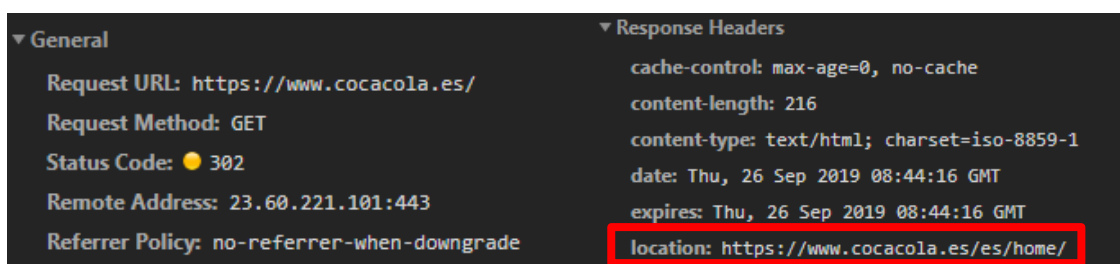 General
Request URL: https://www.cocacola.es/
Request Method: GET
Status Code: 302
Remote Address: 23.60.221.101:443
Referrer Policy: no-referrer-when-downgrade
Response Headers
cache-control: max-age=0, no-cache
content-length: 216
content-type: text/html; charset=iso-8859-1
date: Thu, 26 Sep 2019 08:44:16 GMT
expires: Thu, 26 Sep 2019 08:44:16 GMT
location: https://www.cocacola.es/es/home/